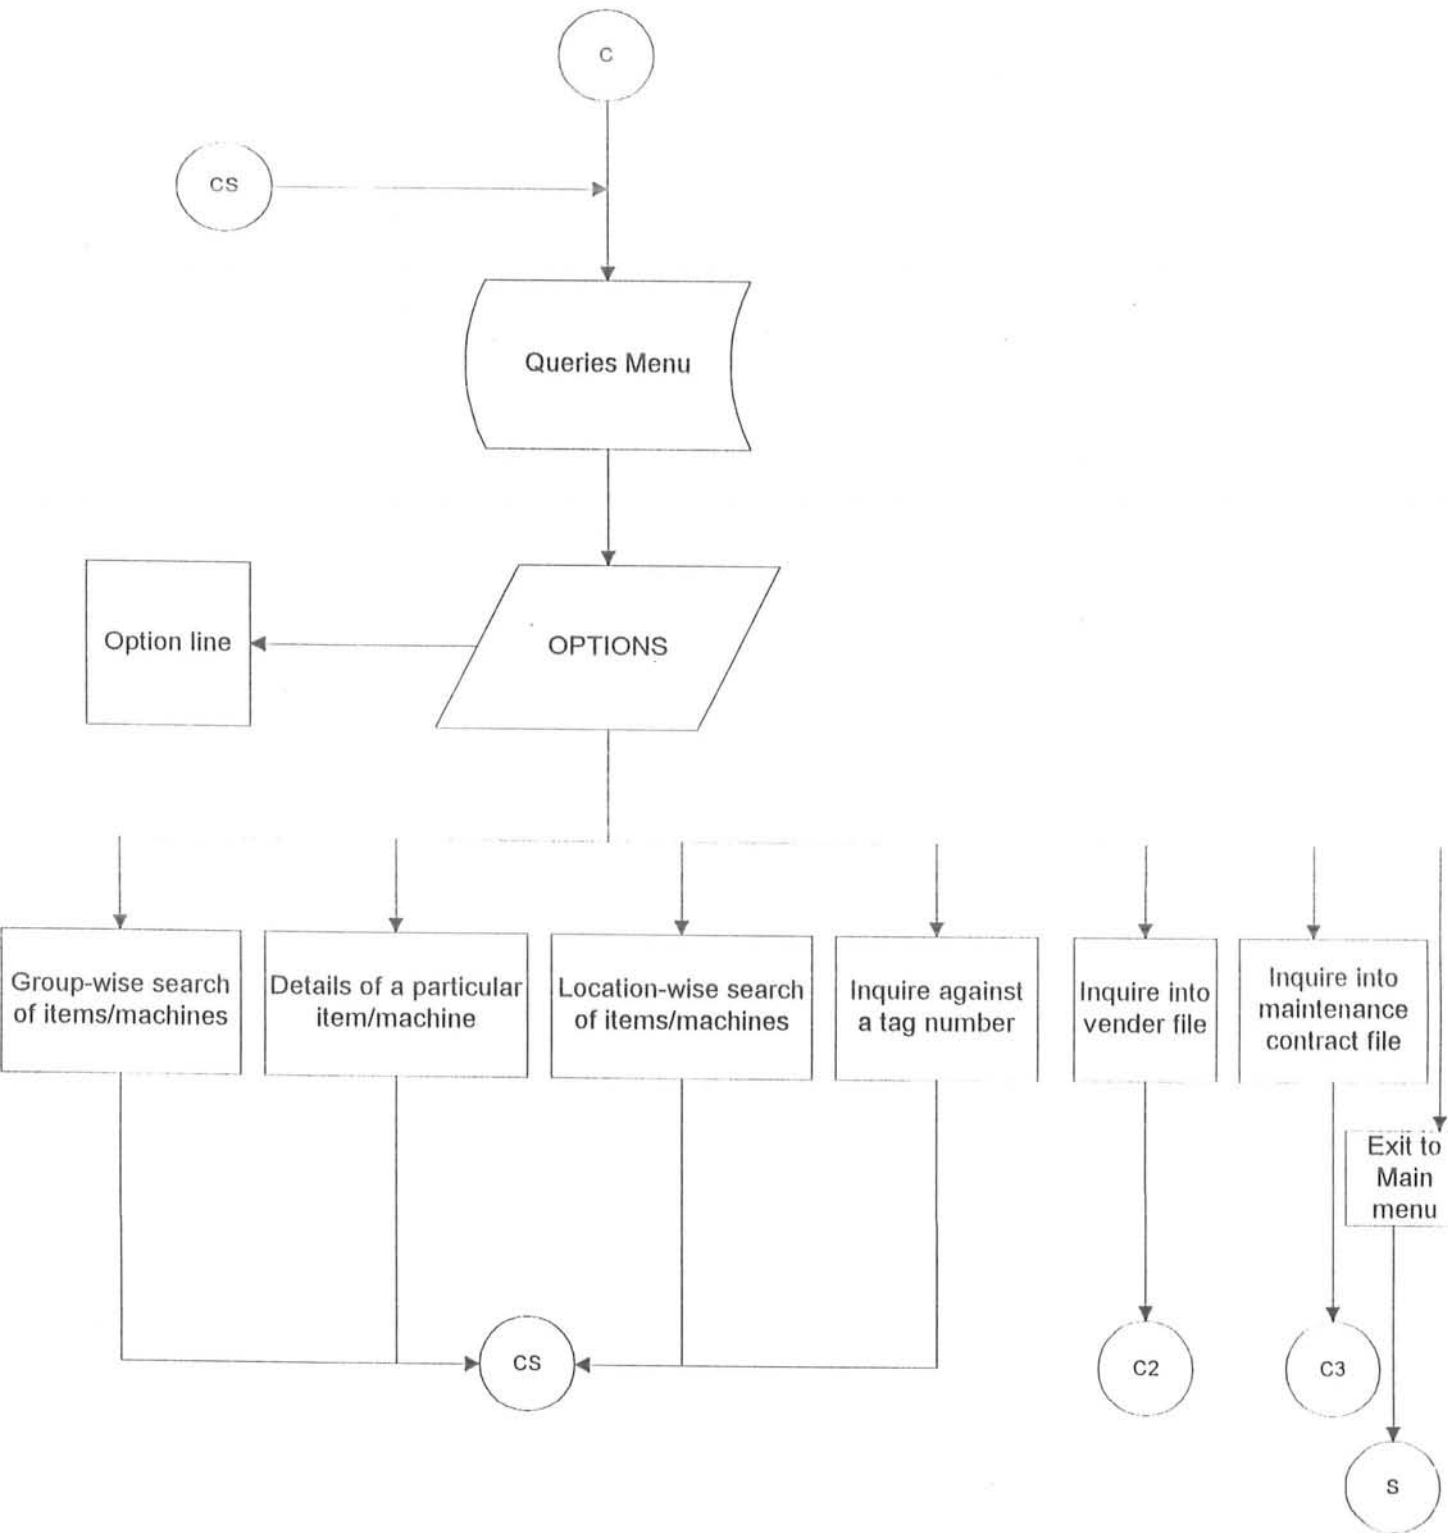 C
CS
Queries Menu
Option line
OPTIONS
Group-wise search
of items/machines
Details of a particular
item/machine
Location-wise search
of items/machines
Inquire against
a tag number
Inquire into
vender file
Inquire into
maintenance
contract file
Exit to
Main
menu
CS
C2
C3
S